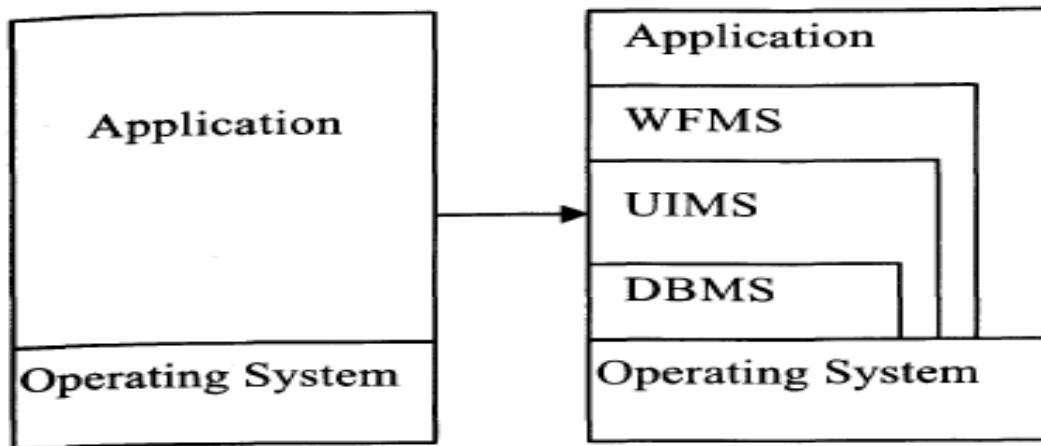 Application
Operating System
Application
WFMS
UIMS
DBMS
Operating System